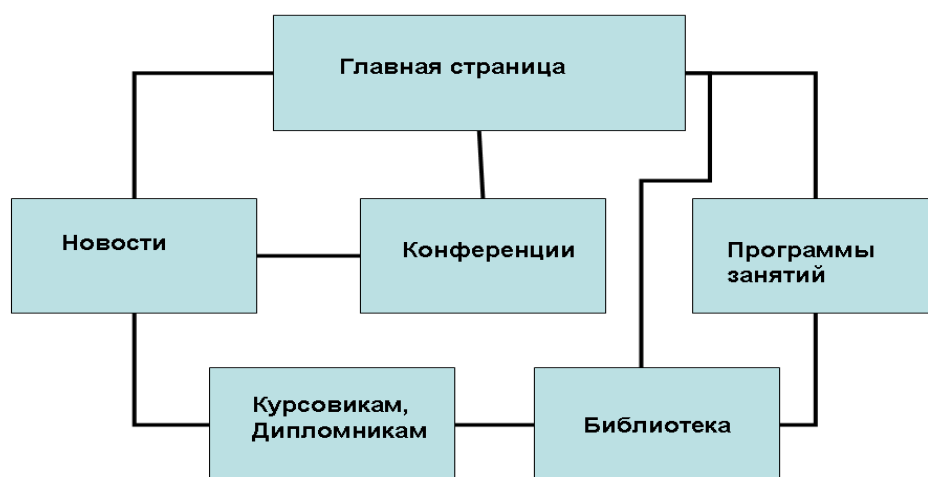 Главная страница
Новости
Конференции
Программы
занятий
Курсовикам,
Дипломникам
Библиотека